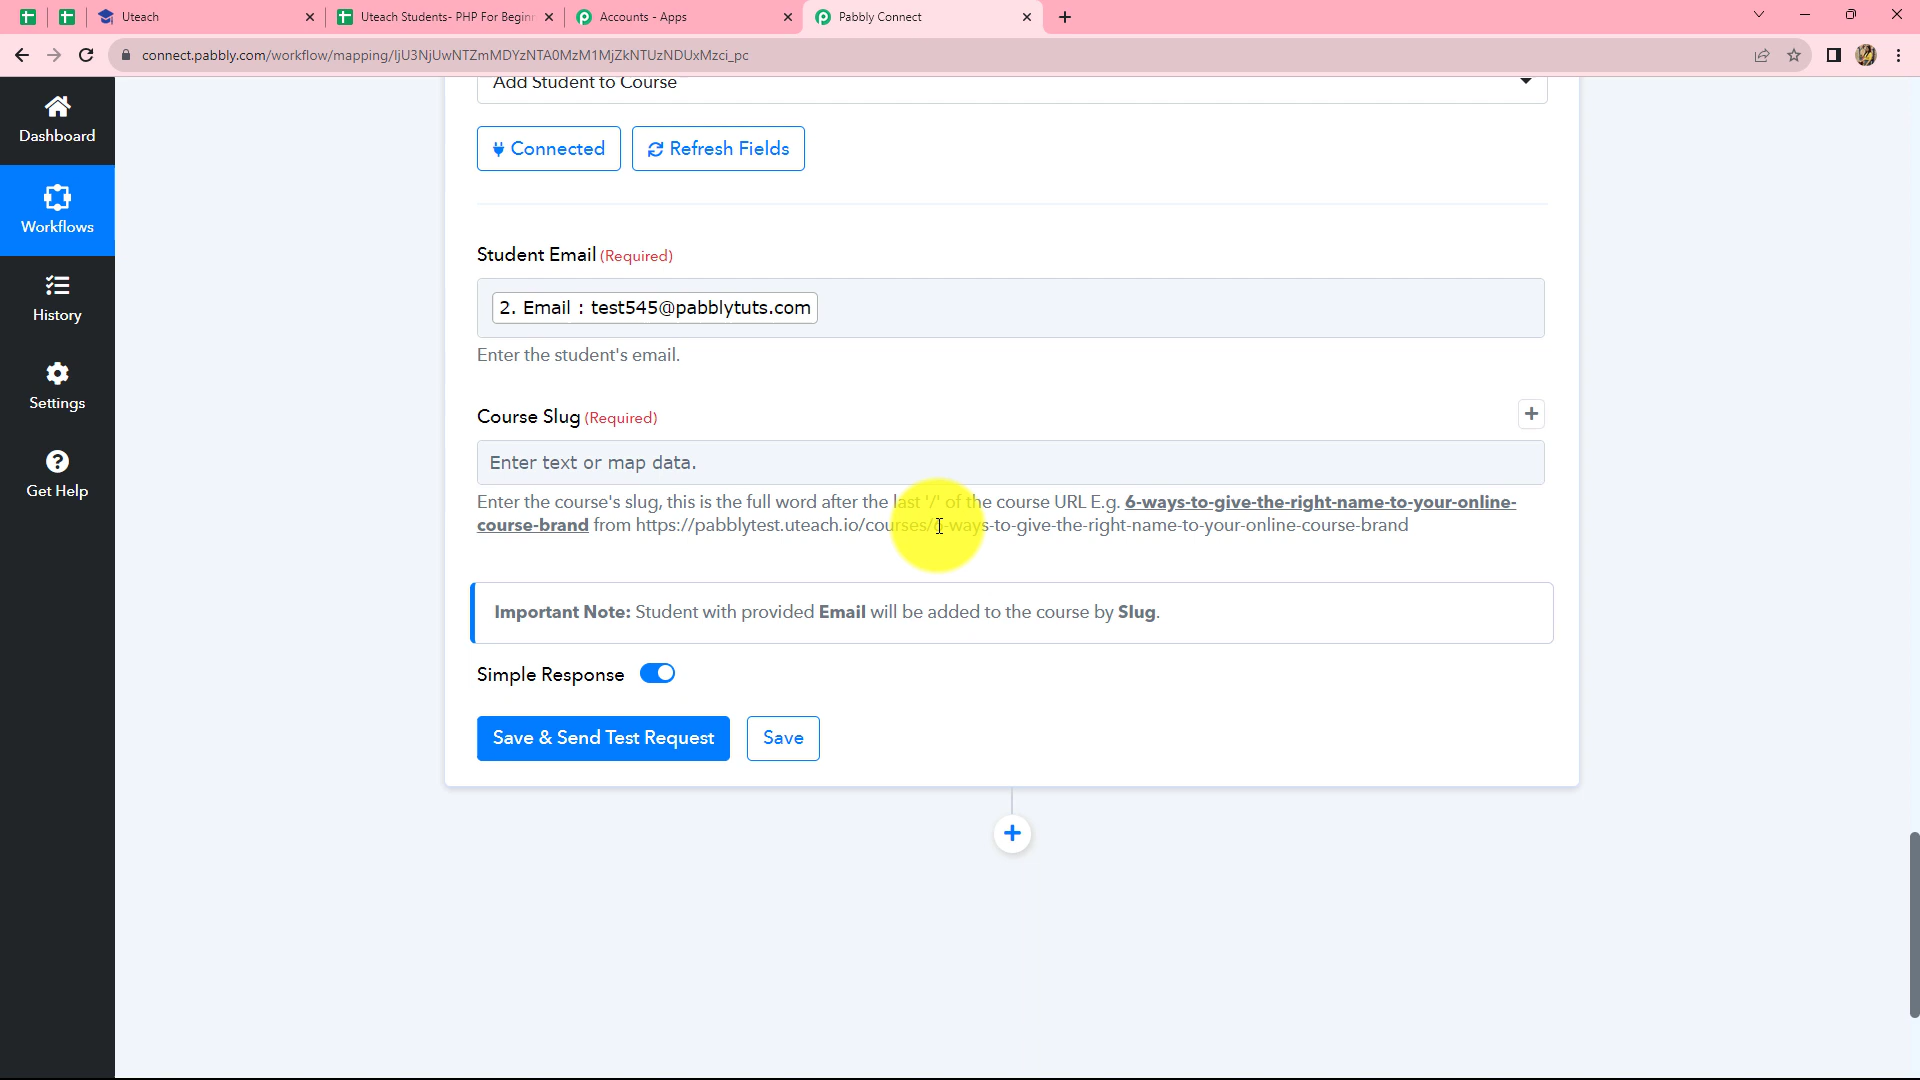 Uteach
Uteach Students- PHP For Begin
Accounts - Apps
Pabbly Connect
connect.pabbly.com/workflow/mapping/IjU3NjUwNTZmMDYzNTA0MzM1MjZkNTUzNDUxMzci_pc
Dashboard
Workflows
History
Settings
Get Help
Add Student to Course
Connected
Refresh Fields
Student Email (Required)
2. Email : test545@pabblytuts.com
Enter the student's email.
Course Slug (Required)
Enter text or map data.
Enter the course's slug, this is the full word after the last '/' of the course URL E.g. 6-ways-to-give-the-right-name-to-your-online-
course-brand from https://pabblytest.uteach.io/courses/6-ways-to-give-the-right-name-to-your-online-course-brand
Important Note: Student with provided Email will be added to the course by Slug.
Simple Response
Save & Send Test Request
Save